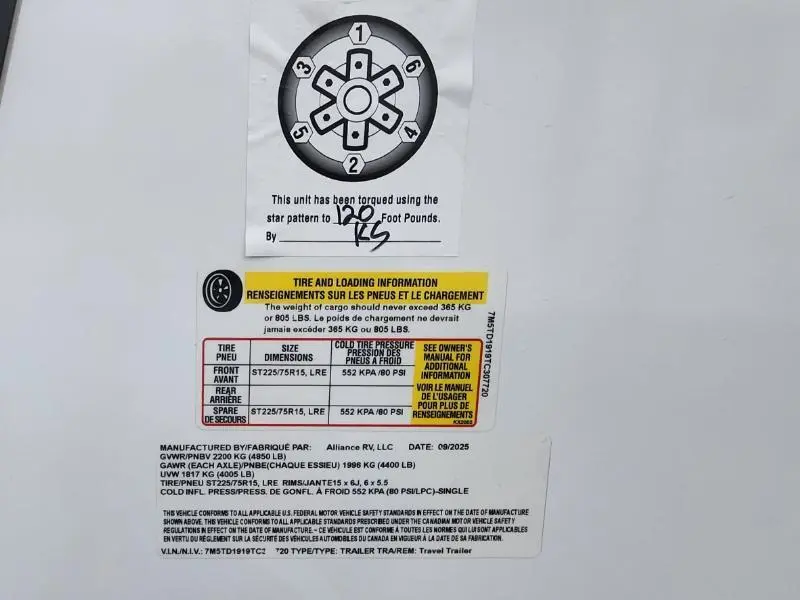 1
3 6
5 4
2
This unit has been torqued using the
star pattern to 120 Foot Pounds.
By KS
TIRE AND LOADING INFORMATION
RENSEIGNEMENTS SUR LES PNEUS ET LE CHARGEMENT
The weight of cargo should never exceed 365 KG
or 805 LBS. Le poids de chargement ne devrait
jamais excéder 365 KG ou 805 LBS.
TIRE PNEU SIZE DIMENSIONS COLD TIRE PRESSURE PRESSION DES PNEUS A FROID
FRONT AVANT ST225/75R15, LRE 552 KPA /80 PSI
REAR ARRIÈRE
SPARE DE SECOURS ST225/75R15, LRE 552 KPA /80 PSI
SEE OWNER'S
MANUAL FOR
ADDITIONAL
INFORMATION
VOIR LE MANUEL
DE L'USAGER
POUR PLUS DE
RENSEIGNEMENTS
7M5TD1919TC307720
MANUFACTURED BY/FABRIQUÉ PAR: Alliance RV, LLC DATE: 09/2025
GVWR/PNBV 2200 KG (4850 LB)
GAWR (EACH AXLE)/PNBE(CHAQUE ESSIEU) 1996 KG (4400 LB)
UVW 1817 KG (4005 LB)
TIRE/PNEU ST225/75R15, LRE RIMS/JANTE15 x 6J, 6 x 5.5
COLD INFL. PRESS/PRESS. DE GONFL. À FROID 552 KPA (80 PSI/LPC)-SINGLE
THIS VEHICLE CONFORMS TO ALL APPLICABLE U.S. FEDERAL MOTOR VEHICLE SAFETY STANDARDS IN EFFECT ON THE DATE OF MANUFACTURE
SHOWN ABOVE. THIS VEHICLE CONFORMS TO ALL APPLICABLE STANDARDS PRESCRIBED UNDER THE CANADIAN MOTOR VEHICLE SAFETY
REGULATIONS IN EFFECT ON THE DATE OF MANUFACTURE. - CE VÉHICULE EST CONFORME À TOUTES LES NORMES QUI LUI SONT APPLICABLES
EN VERTU DU RÈGLEMENT SUR LA SÉCURITÉ DES VÉHICULES AUTOMOBILES DU CANADA EN VIGUEUR À LA DATE DE SA FABRICATION.
V.I.N./N.I.V.: 7M5TD1919TC 720 TYPE/TYPE: TRAILER TRA/REM: Travel Trailer